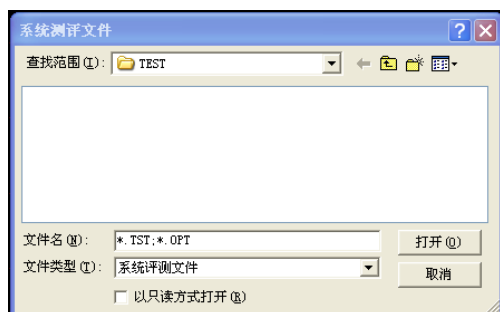 系统测评文件
查找范围(I): TEST
文件名(N): *.TST;*.OPT 打开(O)
文件类型(T): 系统评测文件 取消
以只读方式打开(R)